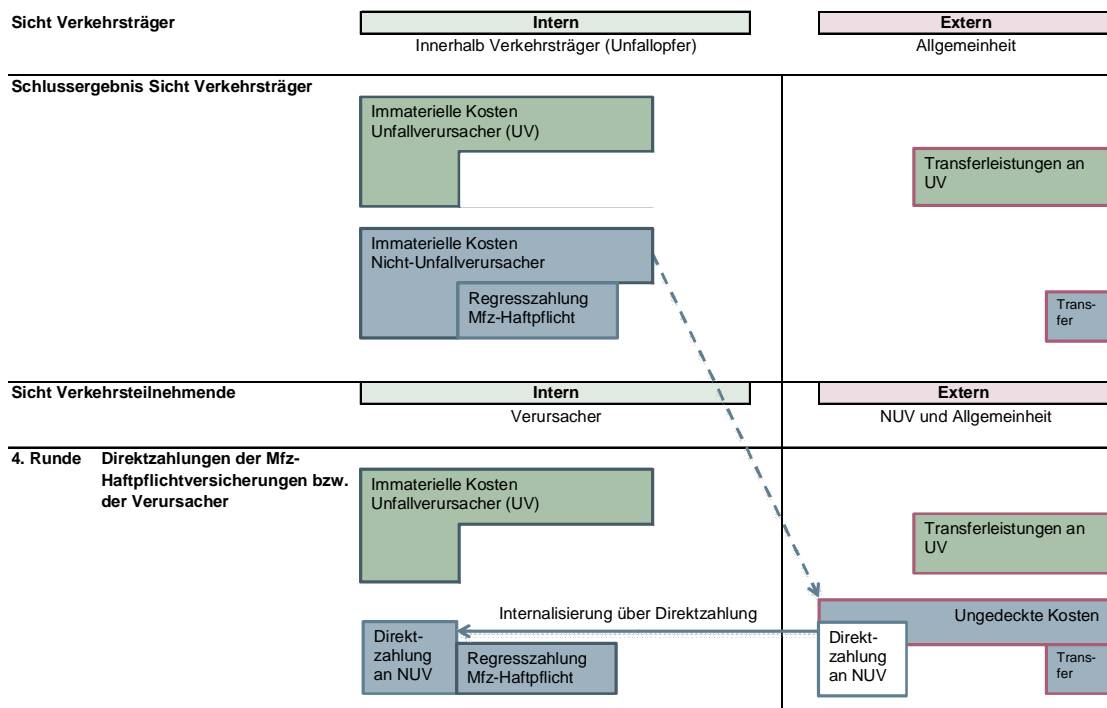 Sicht Verkehrsträger
Intern
Extern
Innerhalb Verkehrsträger (Unfallopfer)
Allgemeinheit
Schlussergebnis Sicht Verkehrsträger
Immaterielle Kosten
Unfallverursacher (UV)
Transferleistungen an
UV
Immaterielle Kosten
Nicht-Unfallverursacher
Regresszahlung
Mfz-Haftpflicht
Trans-
fer
Sicht Verkehrsteilnehmende
Intern
Extern
Verursacher
NUV und Allgemeinheit
4. Runde Direktzahlungen der Mfz-
Haftpflichtversicherungen bzw.
der Verursacher
Immaterielle Kosten
Unfallverursacher (UV)
Transferleistungen an
UV
Internalisierung über Direktzahlung
Ungedeckte Kosten
Direkt-
zahlung
an NUV
Regresszahlung
Mfz-Haftpflicht
Direkt-
zahlung
an NUV
Trans-
fer